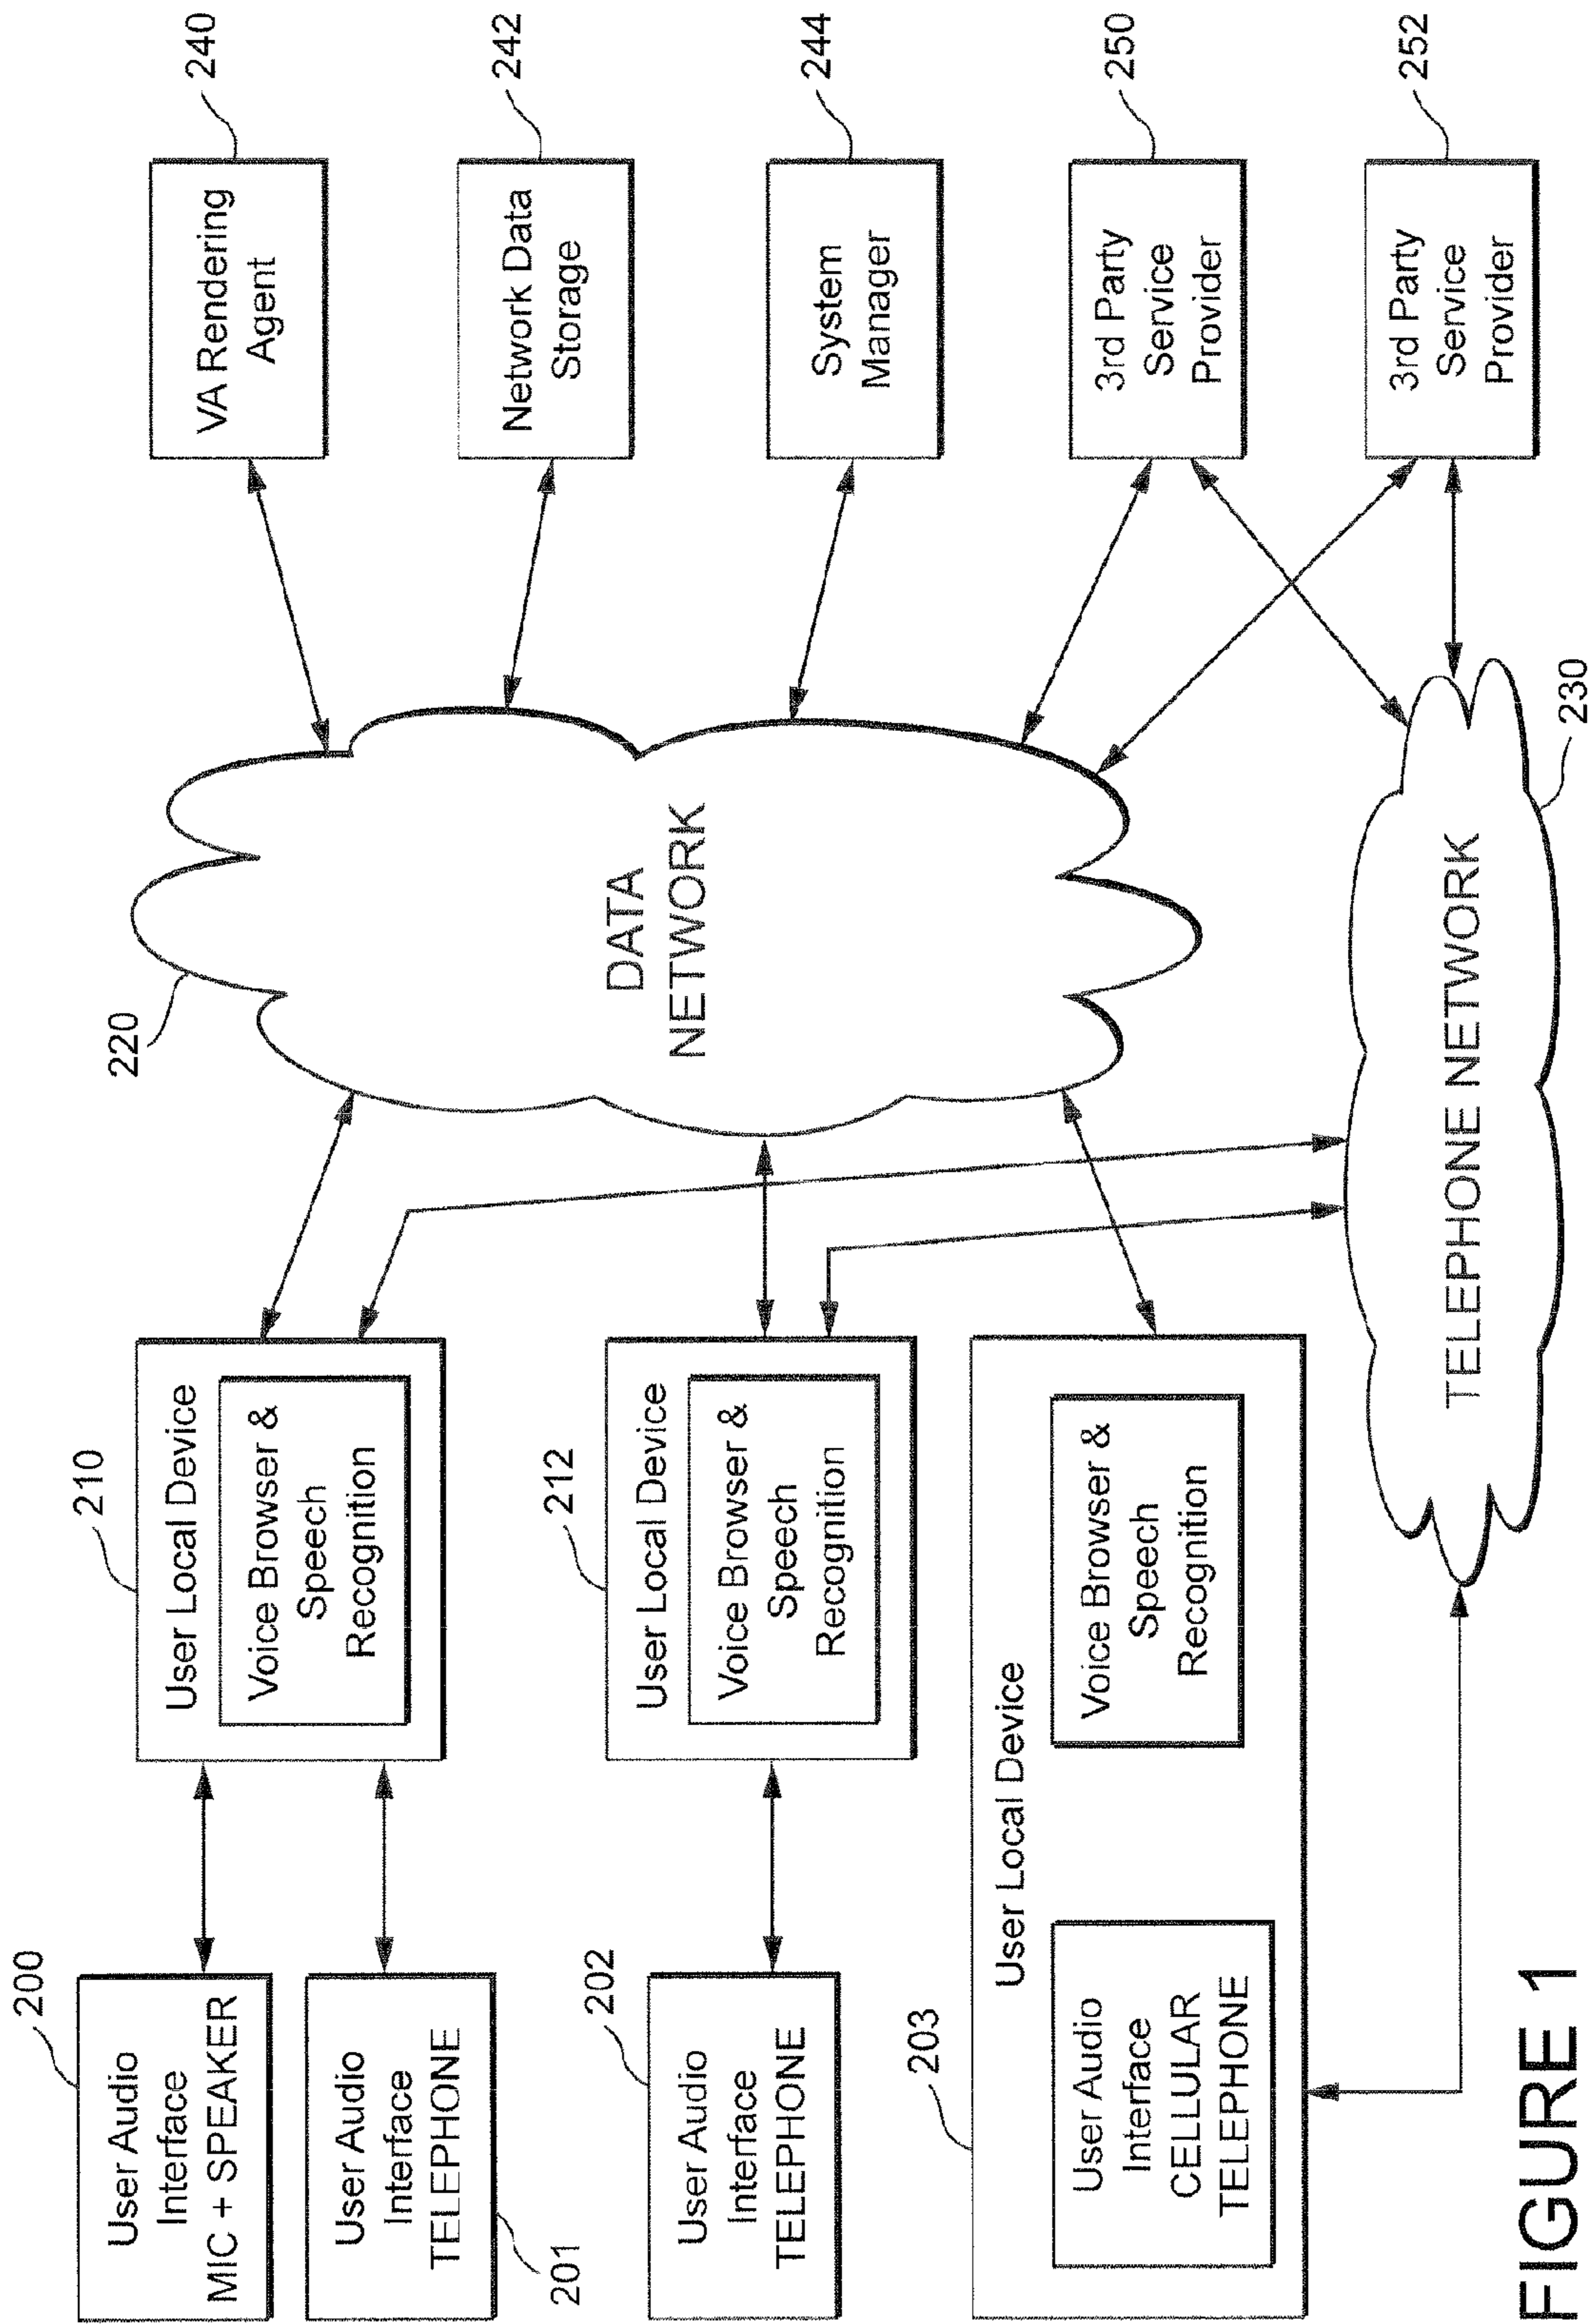 200
User Audio
Interface
MIC + SPEAKER
User Audio
Interface
TELEPHONE
201
202
User Audio
Interface
TELEPHONE
203
User Local Device
User Audio
Interface
CELLULAR
TELEPHONE
Voice Browser &
Speech
Recognition
210
User Local Device
Voice Browser &
Speech
Recognition
212
User Local Device
Voice Browser &
Speech
Recognition
220
DATA
NETWORK
TELEPHONE NETWORK
230
VA Rendering
Agent
240
Network Data
Storage
242
System
Manager
244
3rd Party
Service
Provider
250
3rd Party
Service
Provider
252
FIGURE 1